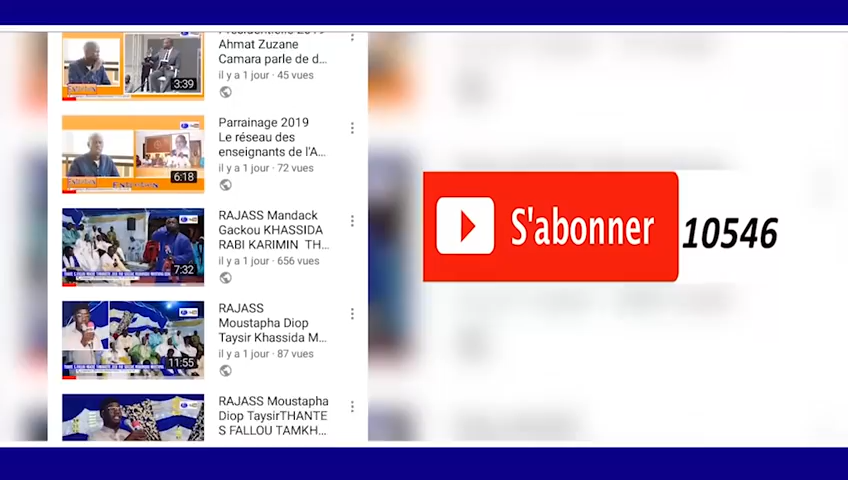 Présidentielle 2019
Ahmat Zuzane
Camara parle de d...
il y a 1 jour · 45 vues
3:39
Parrainage 2019
Le réseau des
enseignants de l'A...
il y a 1 jour · 72 vues
6:18
RAJASS Mandack
Gackou KHASSIDA
RABI KARIMIN TH...
il y a 1 jour · 656 vues
7:32
RAJASS
Moustapha Diop
Taysir Khassida M...
il y a 1 jour · 87 vues
11:55
RAJASS Moustapha
Diop TaysirTHANTE
S FALLOU TAMKH...
S'abonner
10546